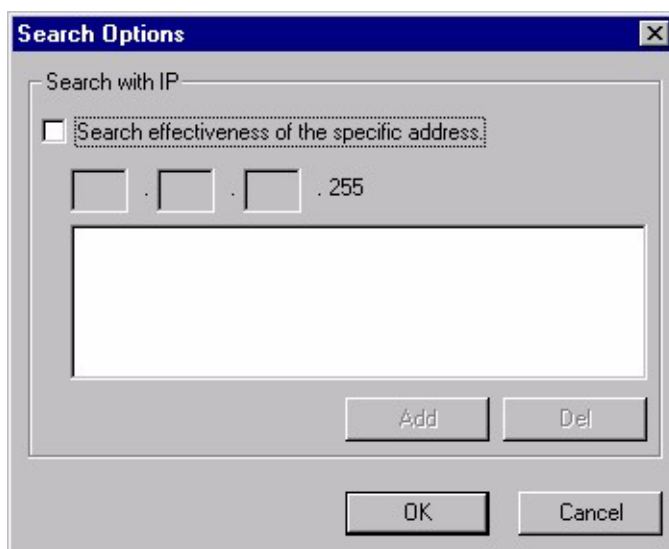 Search Options
Search with IP
Search effectiveness of the specific address.
. . . 255
Add Del
OK Cancel